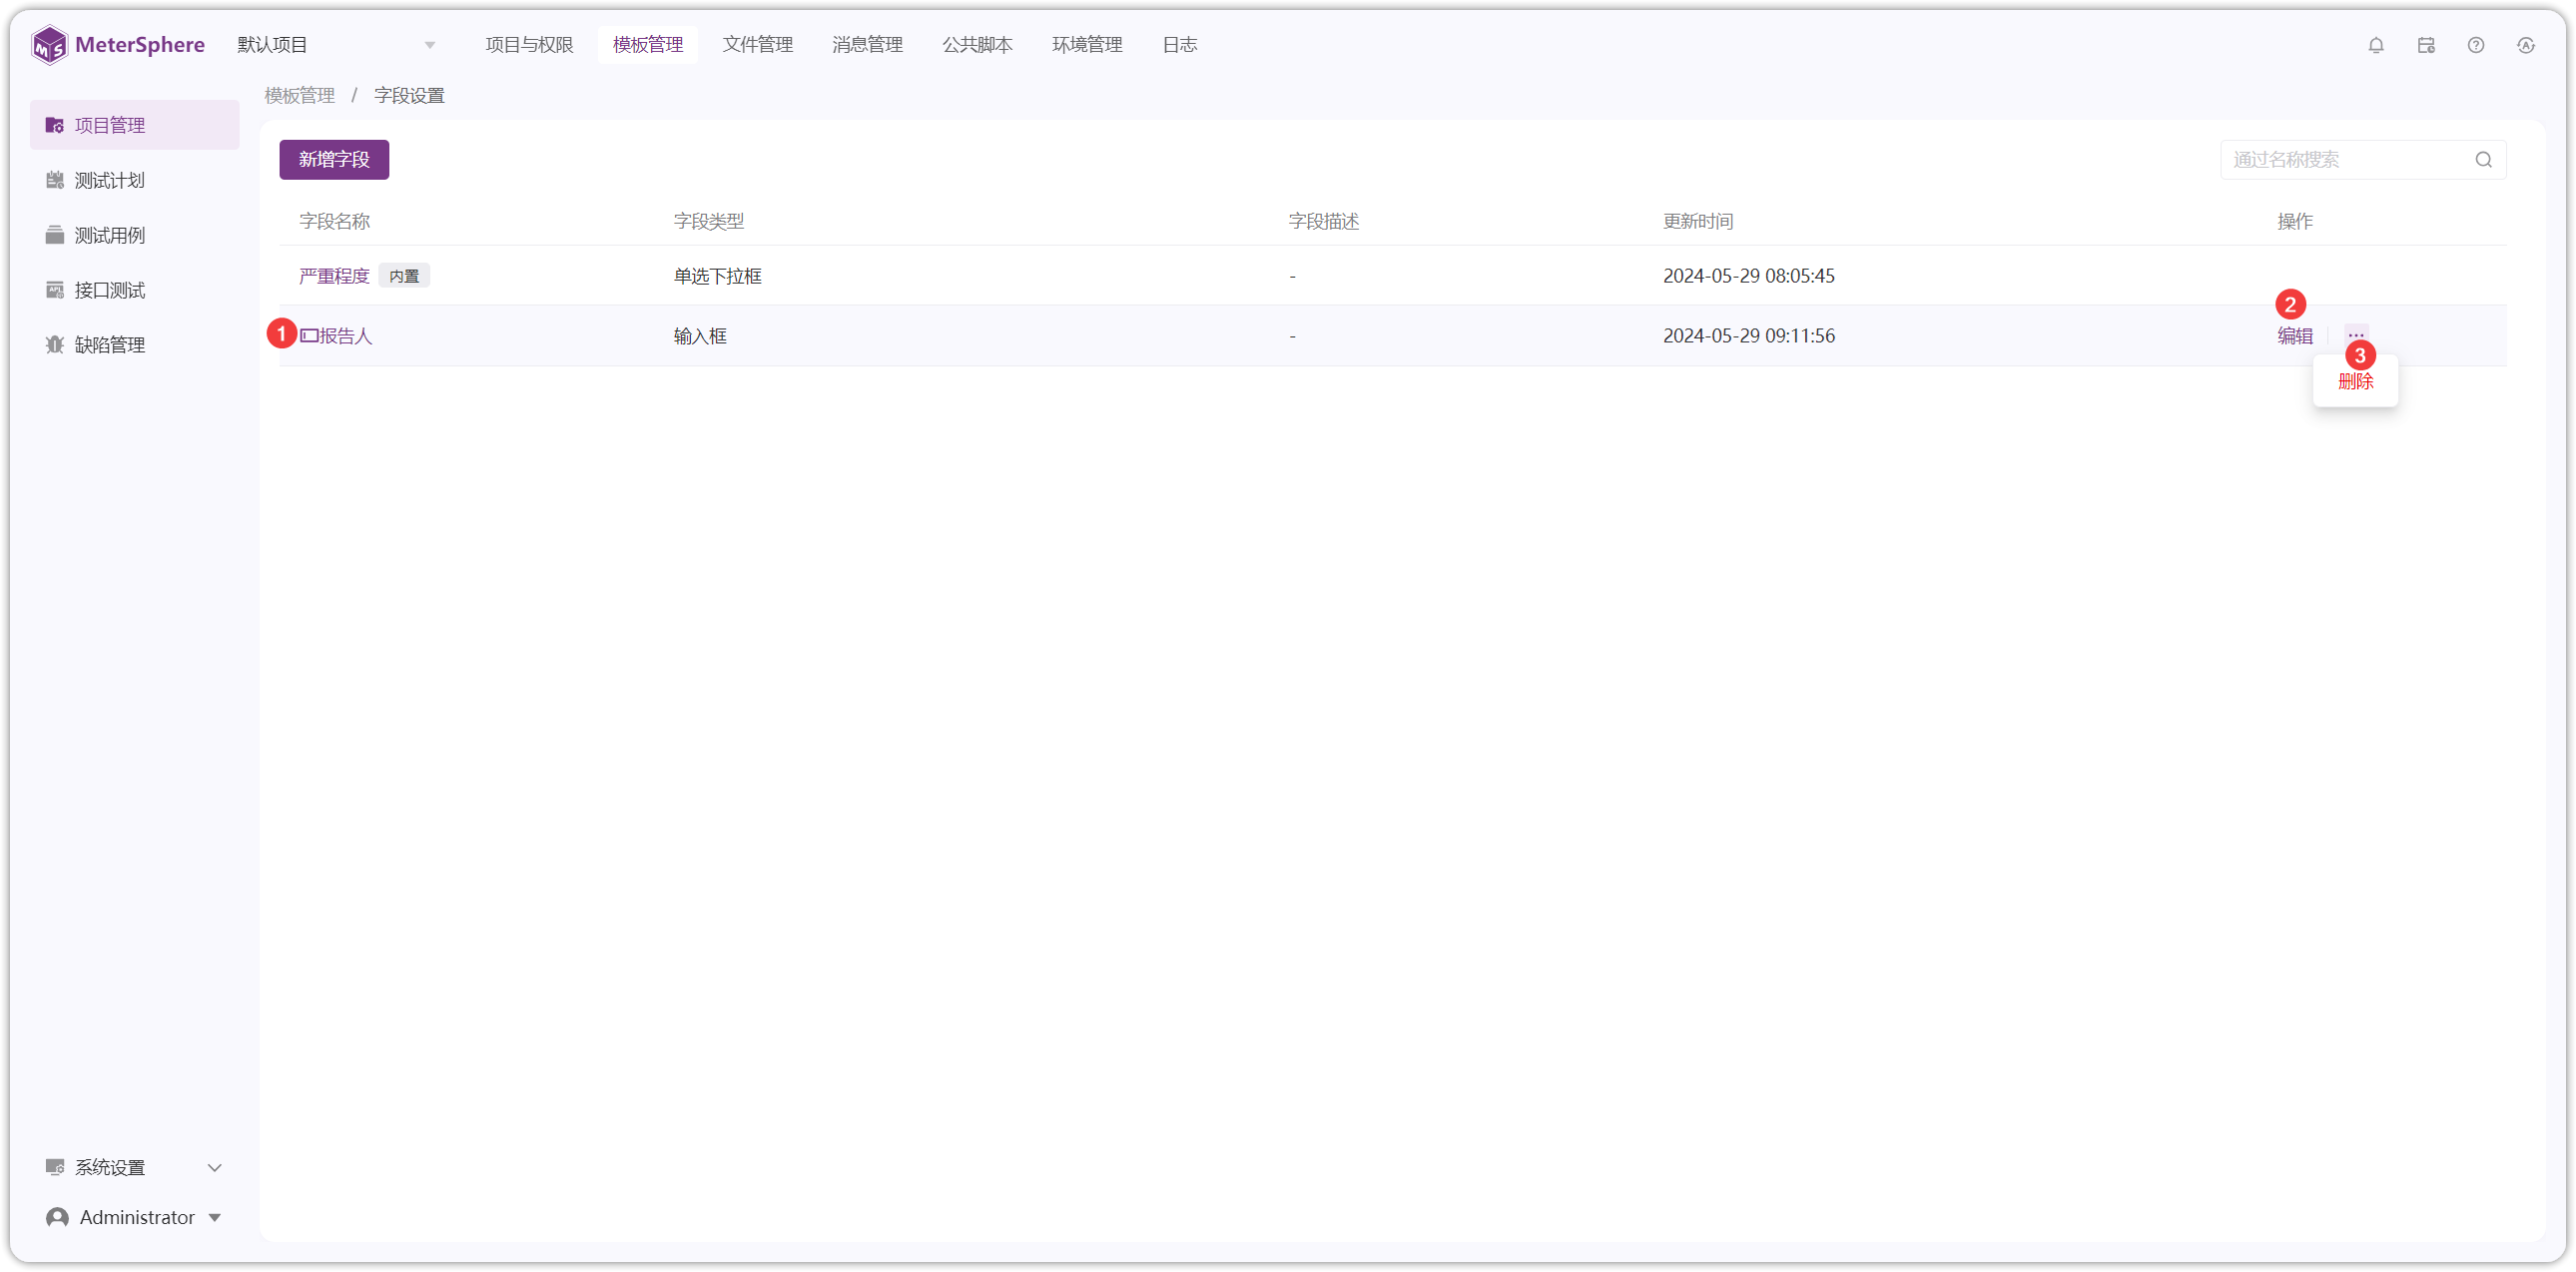 MeterSphere 默认项目 项目与权限 模板管理 文件管理 消息管理 公共脚本 环境管理 日志
模板管理 / 字段设置
项目管理
测试计划
测试用例
接口测试
缺陷管理
系统设置
Administrator
新增字段 通过名称搜索
字段名称 字段类型 字段描述 更新时间 操作
严重程度 内置 单选下拉框 - 2024-05-29 08:05:45
1 报告人 输入框 - 2024-05-29 09:11:56 2 编辑 ...
3
删除